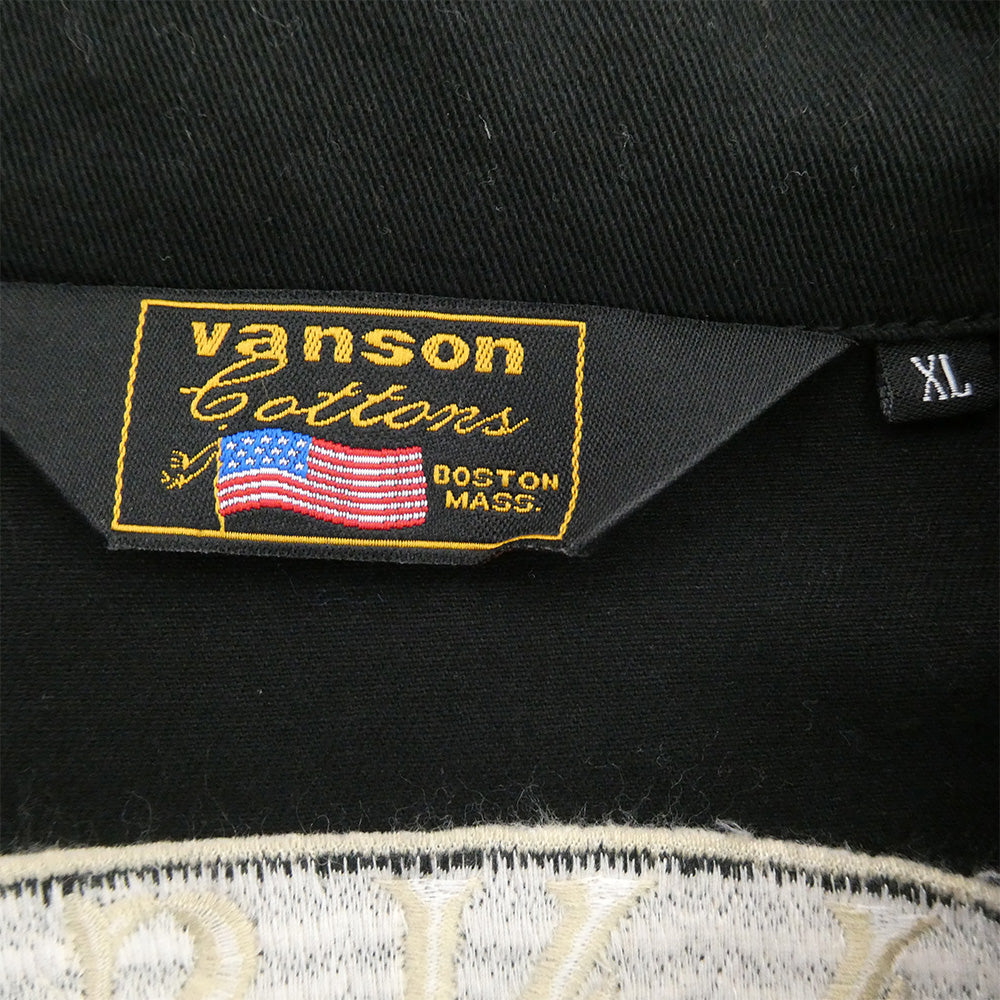 vanson
Cottons
BOSTON
MASS.
XL